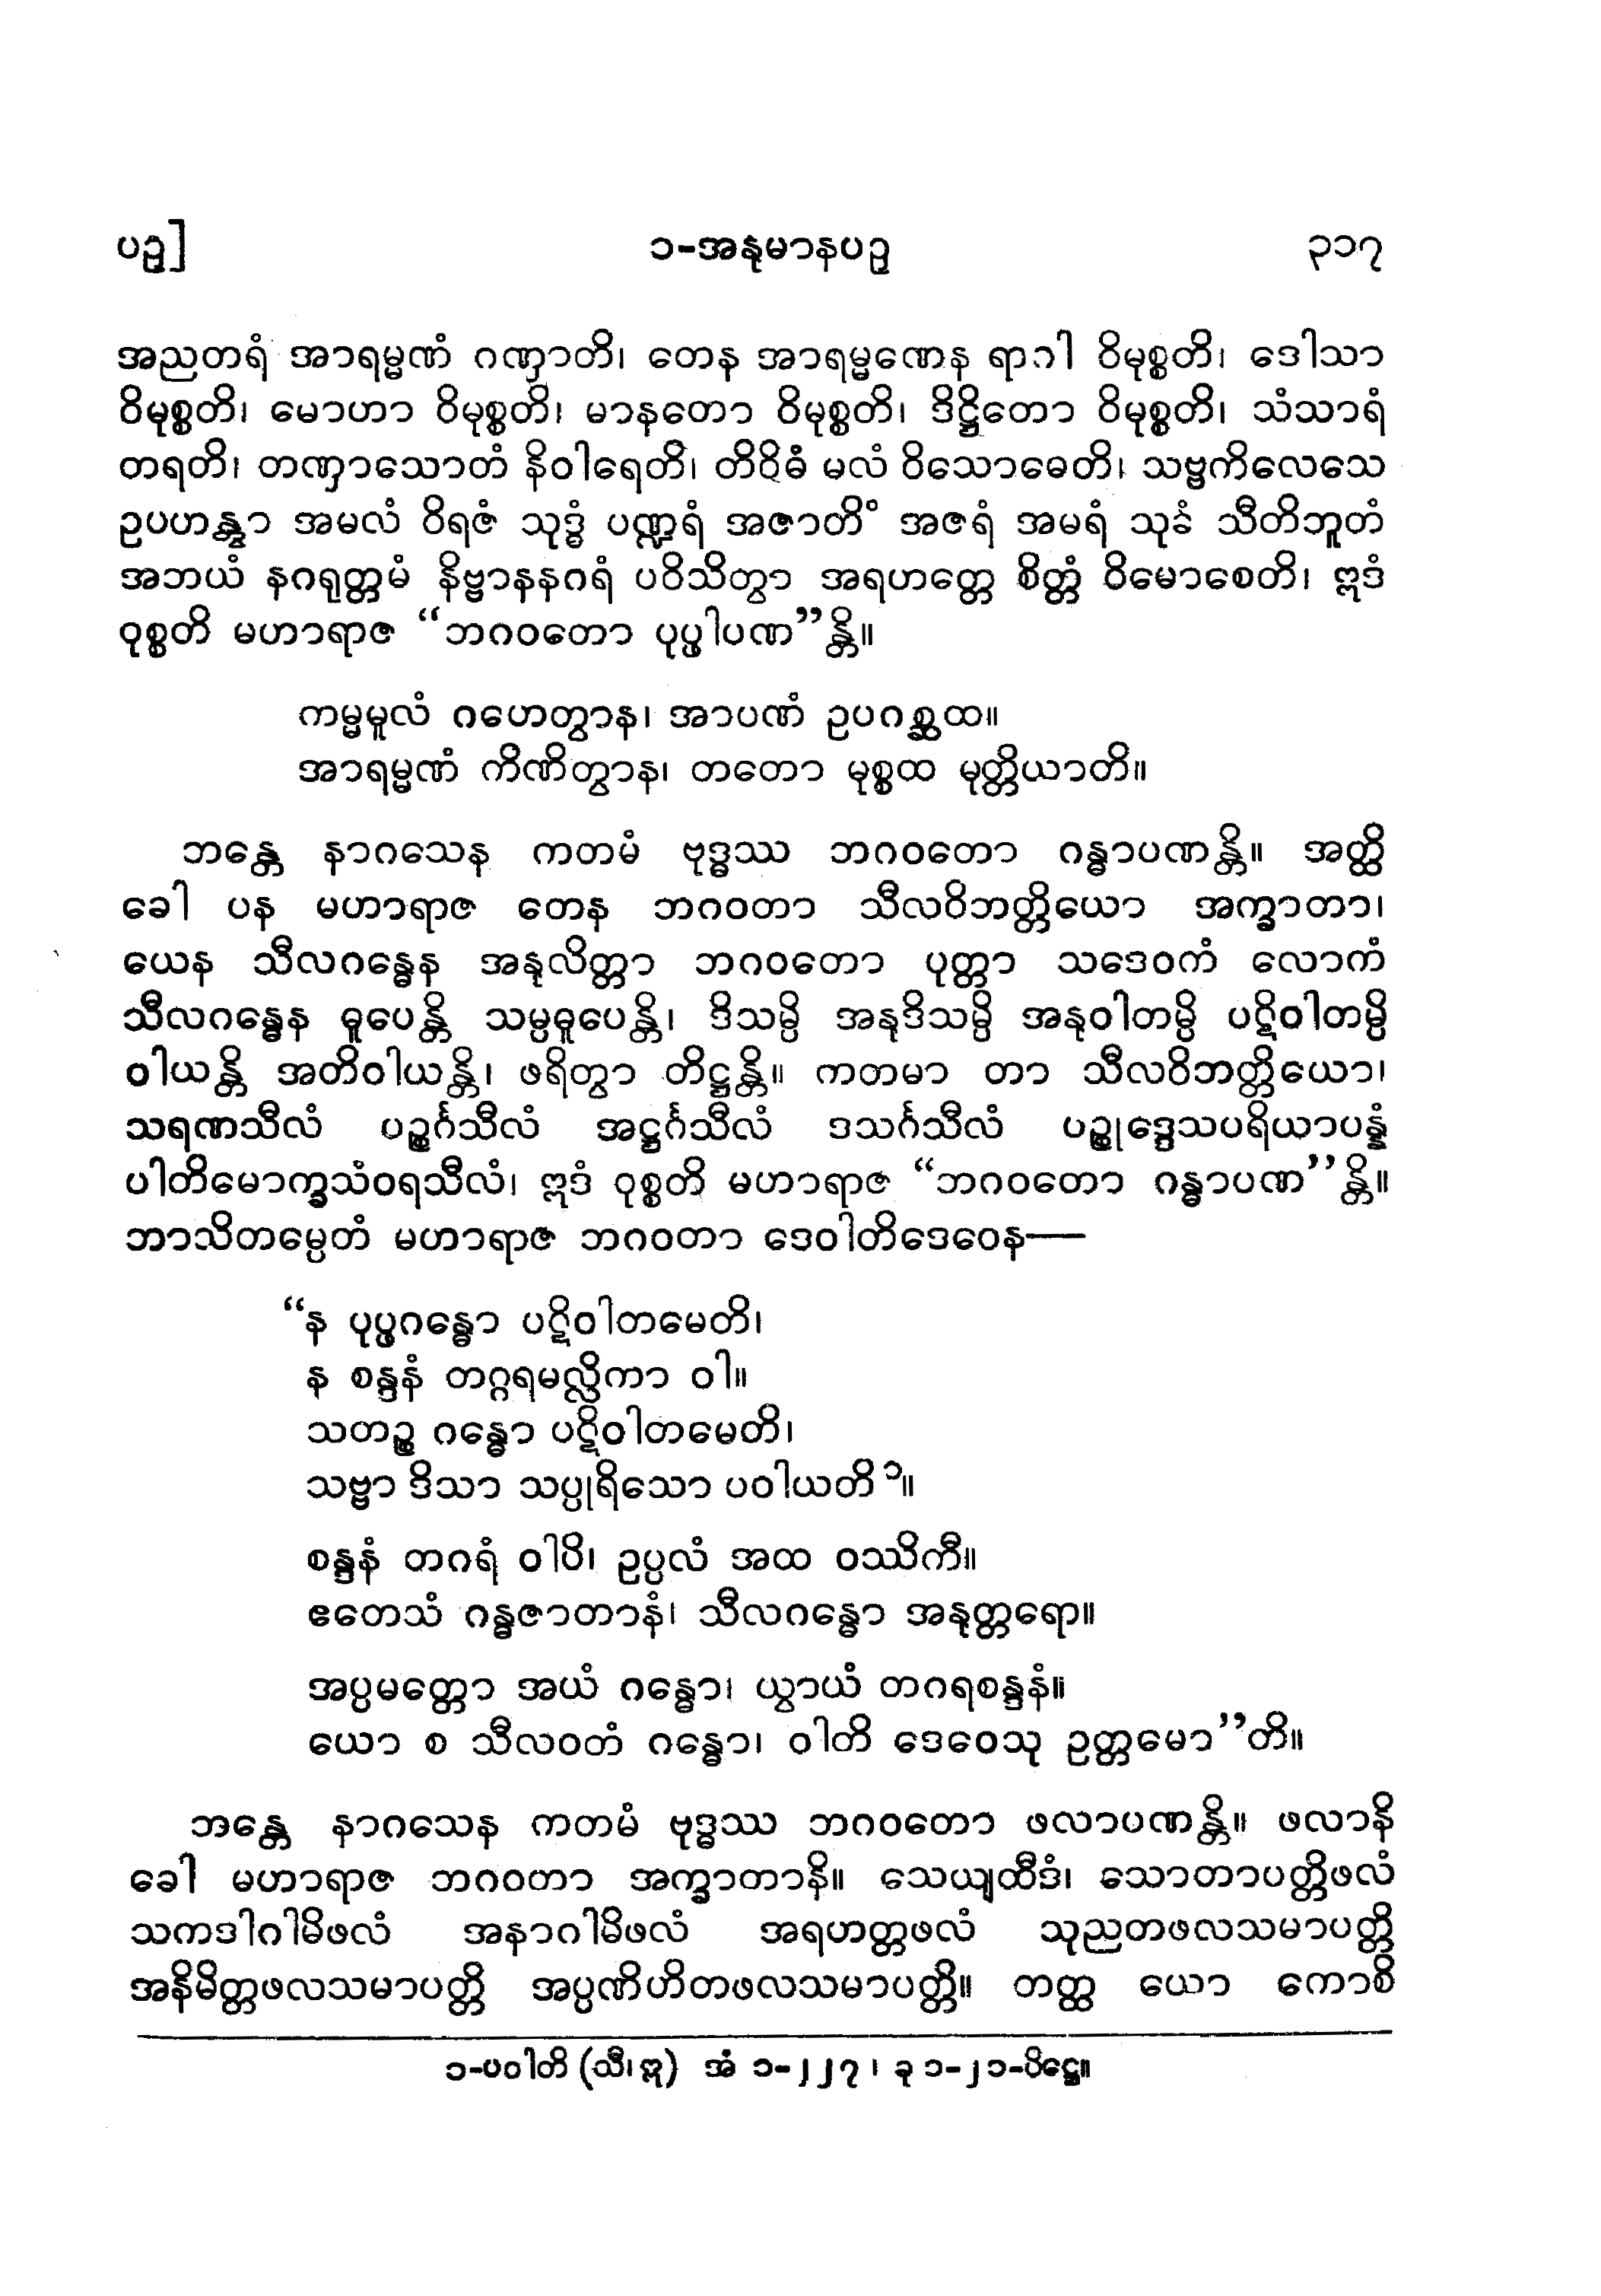 ပဉှ]
၁-အနုမာနပဉှ
၃၁၇
အညတရံ အာရမ္မဏံ ဂဏှာတိ၊ တေန အာရမ္မဏေန ရာဂါ ဝိမုစ္စတိ၊ ဒေါသာ
ဝိမုစ္စတိ၊ မောဟာ ဝိမုစ္စတိ၊ မာနတော ဝိမုစ္စတိ၊ ဒိဋ္ဌိတော ဝိမုစ္စတိ၊ သံသာရံ
တရတိ၊ တဏှာသောတံ နိဝါရေတိ၊ တိဝိဓံ မလံ ဝိသောဓေတိ၊ သဗ္ဗကိလေသေ
ဥပဟန္တွာ အမလံ ဝိရဇံ သုဒ္ဓံ ပဏ္ဍရံ အဇာတိံ အဇရံ အမရံ သုခံ သီတိဘူတံ
အဘယံ နဂရုတ္တမံ နိဗ္ဗာနနဂရံ ပဝိသိတွာ အရဟတ္တေ စိတ္တံ ဝိမောစေတိ၊ ဣဒံ
ဝုစ္စတိ မဟာရာဇ “ဘဂဝတော ပုပ္ဖါပဏ”န္တိ။
ကမ္မမူလံ ဂဟေတွာန၊ အာပဏံ ဥပဂစ္ဆထ။
အာရမ္မဏံ ကိဏိတွာန၊ တတော မုစ္စထ မုတ္တိယာတိ။
ဘန္တေ နာဂသေန ကတမံ ဗုဒ္ဓဿ ဘဂဝတော ဂန္ဓာပဏန္တိ။ အတ္ထိ
ခေါ ပန မဟာရာဇ တေန ဘဂဝတာ သီလဝိဘတ္တိယော အက္ခာတာ၊
ယေန သီလဂန္ဓေန အနုလိတ္တာ ဘဂဝတော ပုတ္တာ သဒေဝကံ လောကံ
သီလဂန္ဓေန ဓူပေန္တိ သမ္ပဓူပေန္တိ၊ ဒိသမ္ပိ အနုဒိသမ္ပိ အနုဝါတမ္ပိ ပဋိဝါတမ္ပိ
ဝါယန္တိ အတိဝါယန္တိ၊ ဖရိတွာ တိဋ္ဌန္တိ။ ကတမာ တာ သီလဝိဘတ္တိယော၊
သရဏသီလံ ပဉ္စင်္ဂသီလံ အဋ္ဌင်္ဂသီလံ ဒသင်္ဂသီလံ ပဉ္စုဒ္ဒေသပရိယာပန္နံ
ပါတိမောက္ခသံဝရသီလံ၊ ဣဒံ ဝုစ္စတိ မဟာရာဇ “ဘဂဝတော ဂန္ဓာပဏ”န္တိ။
ဘာသိတမ္ပေတံ မဟာရာဇ ဘဂဝတာ ဒေဝါတိဒေဝေန—
“န ပုပ္ဖဂန္ဓော ပဋိဝါတမေတိ၊
န စန္ဒနံ တဂ္ဂရမလ္လိကာ ဝါ။
သတဉ္စ ဂန္ဓော ပဋိဝါတမေတိ၊
သဗ္ဗာ ဒိသာ သပ္ပုရိသော ပဝါယတိ၁။
စန္ဒနံ တဂရံ ဝါပိ၊ ဥပ္ပလံ အထ ဝဿိကီ။
ဧတေသံ ဂန္ဓဇာတာနံ၊ သီလဂန္ဓော အနုတ္တရော။
အပ္ပမတ္တော အယံ ဂန္ဓော၊ ယွာယံ တဂရစန္ဒနံ။
ယော စ သီလဝတံ ဂန္ဓော၊ ဝါတိ ဒေဝေသု ဥတ္တမော”တိ။
ဘန္တေ နာဂသေန ကတမံ ဗုဒ္ဓဿ ဘဂဝတော ဖလာပဏန္တိ။ ဖလာနိ
ခေါ မဟာရာဇ ဘဂဝတာ အက္ခာတာနိ။ သေယျထိဒံ၊ သောတာပတ္တိဖလံ
သကဒါဂါမိဖလံ အနာဂါမိဖလံ အရဟတ္တဖလံ သုညတဖလသမာပတ္တိ
အနိမိတ္တဖလသမာပတ္တိ အပ္ပဏိဟိတဖလသမာပတ္တိ။ တတ္ထ ယော ကောစိ
၁-ပဝါတိ (သီ၊ဣ) အံ ၁-၂၂၇၊ ခု ၁-၂၁-ပိဋ္ဌေ။